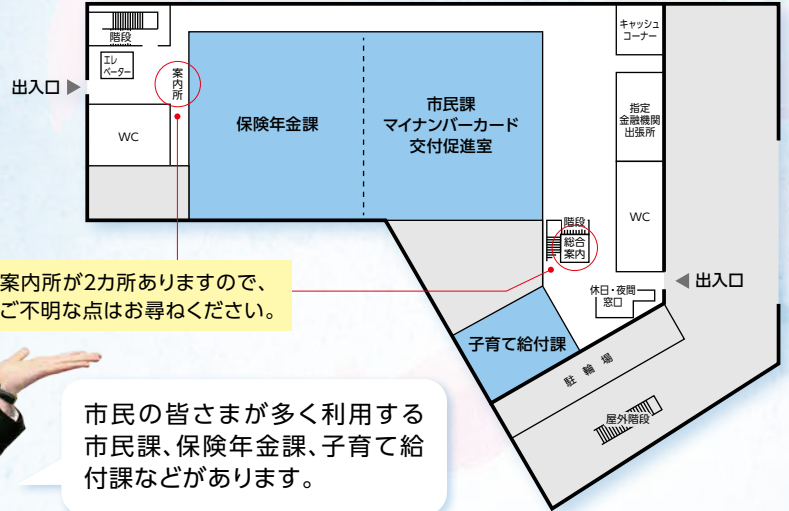 階段
エレ
ベーター
出入口
案内所
WC
保険年金課
市民課
マイナンバーカード
交付促進室
キャッシュ
コーナー
指定
金融機関
出張所
WC
階段
総合
案内
休日・夜間
窓口
出入口
案内所が2カ所ありますので、
ご不明な点はお尋ねください。
子育て給付課
駐輪場
屋外階段
市民の皆さまが多く利用する
市民課、保険年金課、子育て給
付課などがあります。